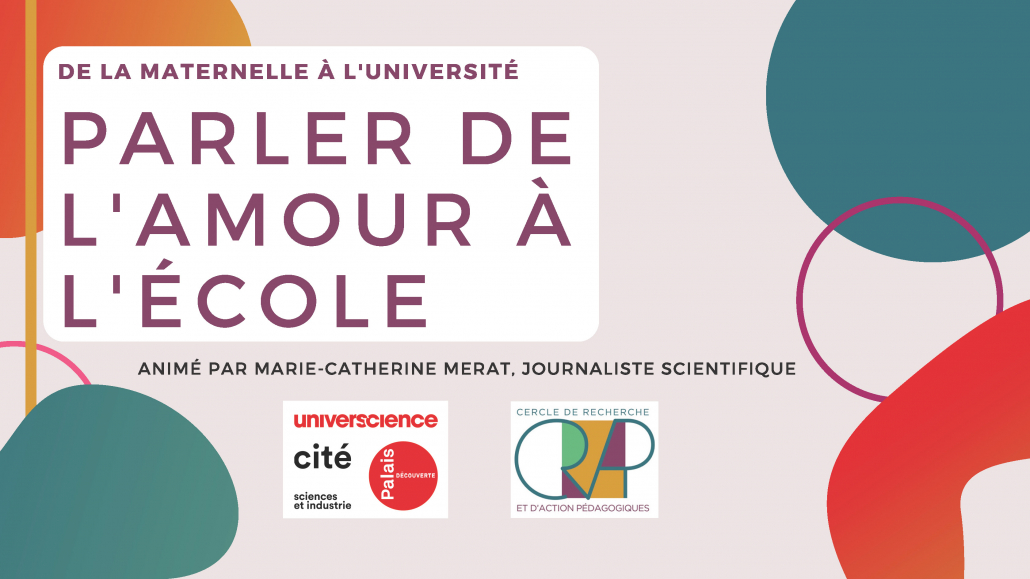 DE LA MATERNELLE À L'UNIVERSITÉ
PARLER DE
L'AMOUR À
L'ÉCOLE
ANIMÉ PAR MARIE-CATHERINE MERAT, JOURNALISTE SCIENTIFIQUE
universcience
cité
sciences
et industrie
Palais
DÉCOUVERTE
CERCLE DE RECHERCHE
CRAP
ET D'ACTION PÉDAGOGIQUES